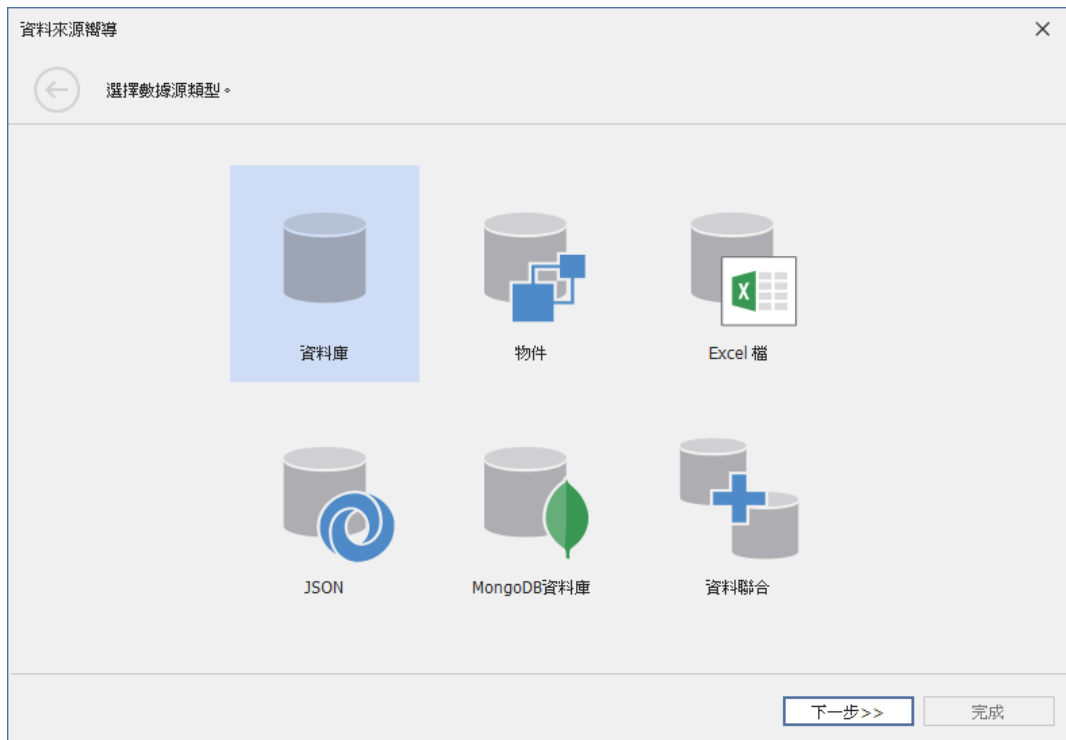 資料來源嚮導
選擇數據源類型。
資料庫
物件
Excel 檔
JSON
MongoDB資料庫
資料聯合
下一步>>
完成